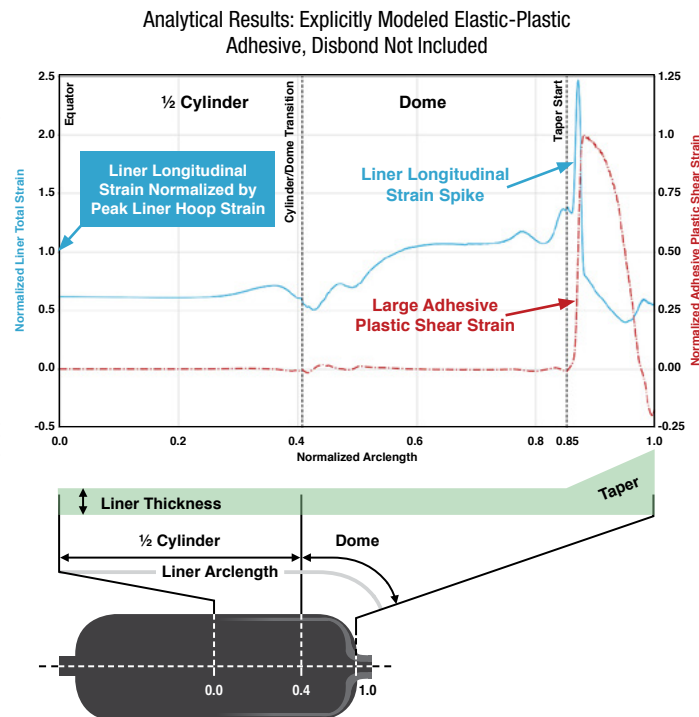 Analytical Results: Explicitly Modeled Elastic-Plastic
Adhesive, Disbond Not Included
2.5
2.0
1.5
1.0
0.5
0.0
-0.5
Normalized Liner Total Strain
1.25
1.0
0.75
0.50
0.25
0.00
-0.25
Normalized Adhesive Plastic Shear Strain
Equator
½ Cylinder
Cylinder/Dome Transition
Dome
Taper Start
Liner Longitudinal
Strain Normalized by
Peak Liner Hoop Strain
Liner Longitudinal
Strain Spike
Large Adhesive
Plastic Shear Strain
0.0
0.2
0.4
0.6
0.8
0.85
1.0
Normalized Arclength
Liner Thickness
Taper
½ Cylinder
Dome
Liner Arclength
0.0
0.4
1.0